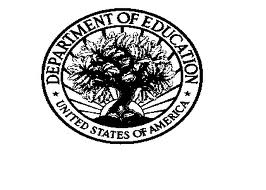 DEPARTMENT OF EDUCATION
UNITED STATES OF AMERICA